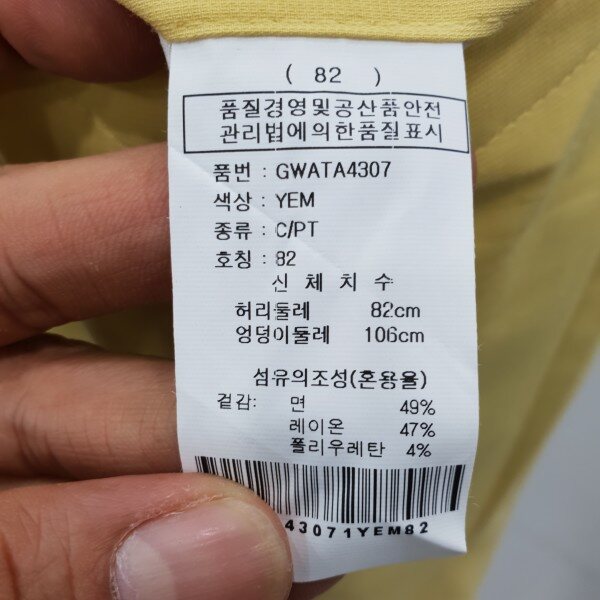 ( 82 )
품질경영및공산품안전
관리법에의한품질표시
품번 : GWATA4307
색상 : YEM
종류 : C/PT
호칭 : 82
신 체 치 수
허리둘레 82cm
엉덩이둘레 106cm
섬유의조성(혼용율)
겉감: 면 49%
레이온 47%
폴리우레탄 4%
43071YEM82